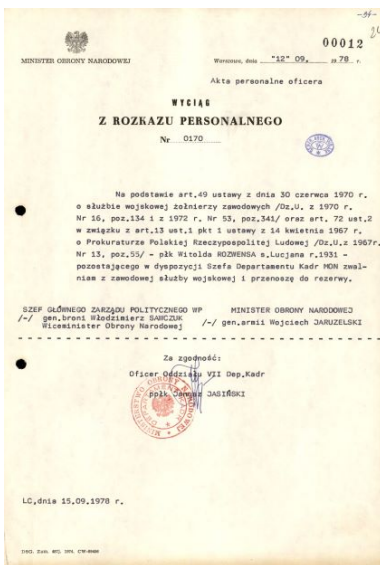 -94-
00012
MINISTER OBRONY NARODOWEJ
Warszawa, dnia "12" 09. 1978 r.
Akta personalne oficera
WYCIĄG
Z ROZKAZU PERSONALNEGO
Nr 0170
Na podstawie art.49 ustawy z dnia 30 czerwca 1970 r.
o służbie wojskowej żołnierzy zawodowych /Dz.U. z 1970 r.
Nr 16, poz.134 i z 1972 r. Nr 53, poz.341/ oraz art. 72 ust.2
w związku z art.13 ust.1 pkt 1 ustawy z 14 kwietnia 1967 r.
o Prokuraturze Polskiej Rzeczypospolitej Ludowej /Dz.U.z 1967r.
Nr 13, poz.55/ - płk Witolda ROZWENSA s.Lucjana r.1931 -
pozostającego w dyspozycji Szefa Departamentu Kadr MON zwal-
niam z zawodowej służby wojskowej i przenoszę do rezerwy.
SZEF GŁÓWNEGO ZARZĄDU POLITYCZNEGO WP
/-/ gen.broni Włodzimierz SAWCZUK
Wiceminister Obrony Narodowej
MINISTER OBRONY NARODOWEJ
/-/ gen.armii Wojciech JARUZELSKI
Za zgodność:
Oficer Oddziału VII Dep.Kadr
ppłk Janusz JASIŃSKI
MINISTERSTWO OBRONY NARODOWEJ
LC,dnia 15.09.1978 r.